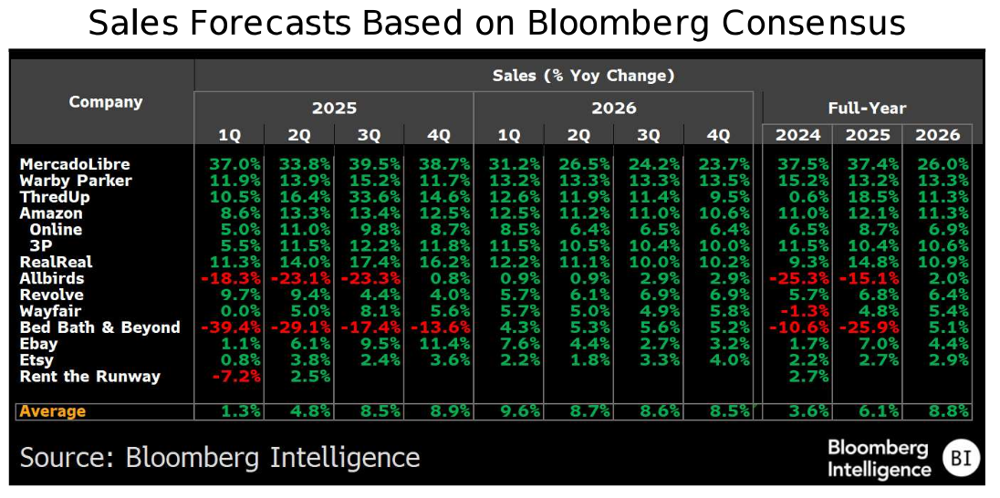 Sales Forecasts Based on Bloomberg Consensus
Sales (% Yoy Change)
Company
2025 2026 Full-Year
1Q 2Q 3Q 4Q 1Q 2Q 3Q 4Q 2024 2025 2026
MercadoLibre 37.0% 33.8% 39.5% 38.7% 31.2% 26.5% 24.2% 23.7% 37.5% 37.4% 26.0%
Warby Parker 11.9% 13.9% 15.2% 11.7% 13.2% 13.3% 13.3% 13.5% 15.2% 13.2% 13.3%
ThredUp 10.5% 16.4% 33.6% 14.6% 12.6% 11.9% 11.4% 9.5% 0.6% 18.5% 11.3%
Amazon 8.6% 13.3% 13.4% 12.5% 12.5% 11.2% 11.0% 10.6% 11.0% 12.1% 11.3%
Online 5.0% 11.0% 9.8% 8.7% 8.5% 6.4% 6.5% 6.4% 6.5% 8.7% 6.9%
3P 5.5% 11.5% 12.2% 11.8% 11.5% 10.5% 10.4% 10.0% 11.5% 10.4% 10.6%
RealReal 11.3% 14.0% 17.4% 16.2% 12.2% 11.1% 10.0% 10.2% 9.3% 14.8% 10.9%
Allbirds -18.3% -23.1% -23.3% 0.8% 0.9% 0.9% 2.9% 2.9% -25.3% -15.1% 2.0%
Revolve 9.7% 9.4% 4.4% 4.0% 5.7% 6.1% 6.9% 6.9% 5.7% 6.8% 6.4%
Wayfair 0.0% 5.0% 8.1% 5.6% 5.7% 5.0% 4.9% 5.8% -1.3% 4.8% 5.4%
Bed Bath & Beyond -39.4% -29.1% -17.4% -13.6% 4.3% 5.3% 5.6% 5.2% -10.6% -25.9% 5.1%
Ebay 1.1% 6.1% 9.5% 11.4% 7.6% 4.4% 2.7% 3.2% 1.7% 7.0% 4.4%
Etsy 0.8% 3.8% 2.4% 3.6% 2.2% 1.8% 3.3% 4.0% 2.2% 2.7% 2.9%
Rent the Runway -7.2% 2.5% 2.7%
Average 1.3% 4.8% 8.5% 8.9% 9.6% 8.7% 8.6% 8.5% 3.6% 6.1% 8.8%
Source: Bloomberg Intelligence
Bloomberg
Intelligence
BI